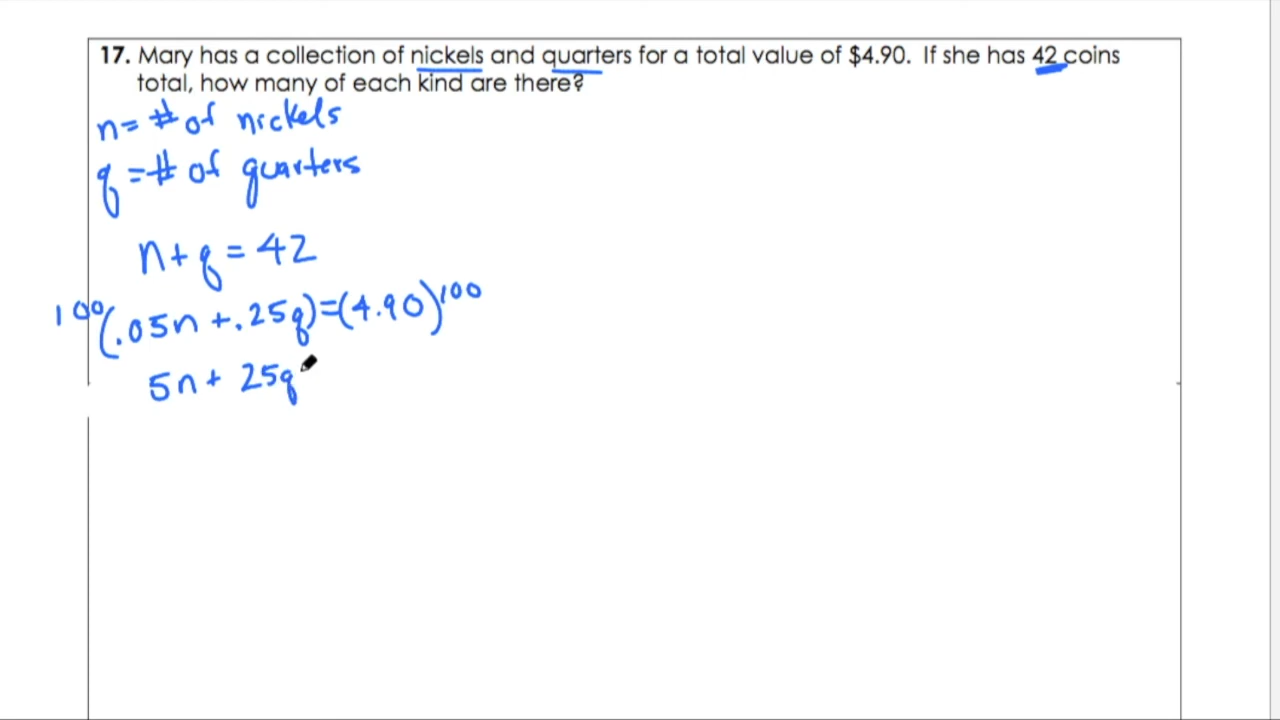 17. Mary has a collection of nickels and quarters for a total value of $4.90. If she has 42 coins
total, how many of each kind are there?
n = # of nickels
q = # of quarters
n + q = 42
100(.05n + .25q) = (4.90)100
5n + 25q